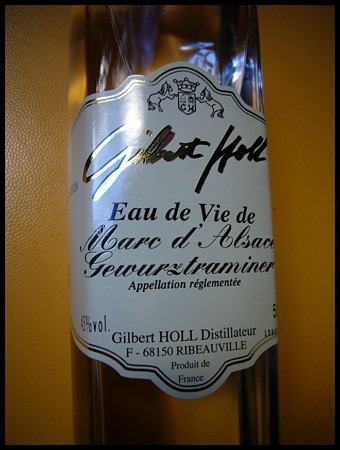 G H
Gilbert Holl
Eau de Vie de
Marc d'Alsace
Gewurztraminer
Appellation réglementée
45%vol.
Gilbert HOLL Distillateur
F - 68150 RIBEAUVILLE
Produit de
France